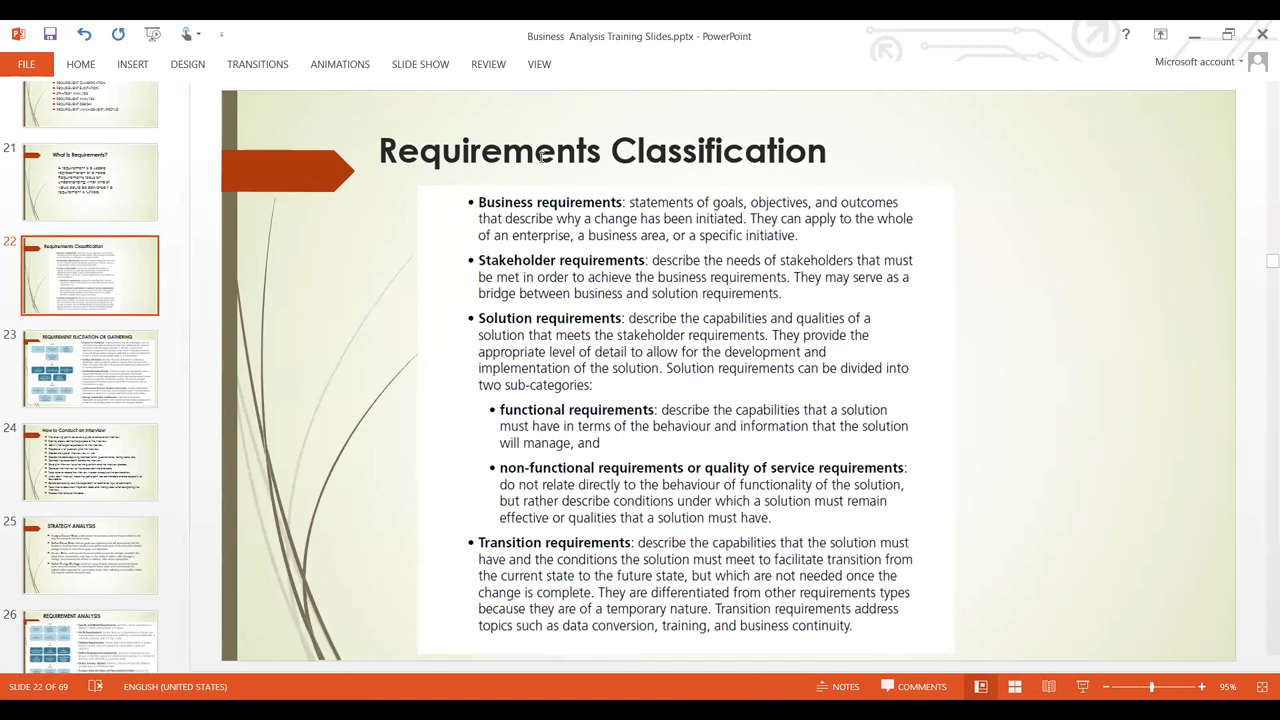 Business Analysis Training Slides.pptx - PowerPoint
?
FILE
HOME
INSERT
DESIGN
TRANSITIONS
ANIMATIONS
SLIDE SHOW
REVIEW
VIEW
Microsoft account
REQUIREMENT CLASSIFICATION
REQUIREMENT ELICITATION
STRATEGY ANALYSIS
REQUIREMENT ANALYSIS
REQUIREMENT DESIGN
REQUIREMENT MANAGEMENT LIFECYCLE
21
What Is Requirements?
22
Requirements Classification
23
REQUIREMENT ELICITATION OR GATHERING
24
How to Conduct an Interview:
25
STRATEGY ANALYSIS
26
REQUIREMENT ANALYSIS
Requirements Classification
• Business requirements: statements of goals, objectives, and outcomes
that describe why a change has been initiated. They can apply to the whole
of an enterprise, a business area, or a specific initiative.
• Stakeholder requirements: describe the needs of stakeholders that must
be met in order to achieve the business requirements. They may serve as a
bridge between business and solution requirements.
• Solution requirements: describe the capabilities and qualities of a
solution that meets the stakeholder requirements. They provide the
appropriate level of detail to allow for the development and
implementation of the solution. Solution requirements can be divided into
two sub-categories:
• functional requirements: describe the capabilities that a solution
must have in terms of the behaviour and information that the solution
will manage, and
• non-functional requirements or quality of service requirements:
do not relate directly to the behaviour of functionality of the solution,
but rather describe conditions under which a solution must remain
effective or qualities that a solution must have.
• Transition requirements: describe the capabilities that the solution must
have and the conditions the solution must meet to facilitate transition from
the current state to the future state, but which are not needed once the
change is complete. They are differentiated from other requirements types
because they are of a temporary nature. Transition requirements address
topics such as data conversion, training, and business continuity.
SLIDE 22 OF 69
ENGLISH (UNITED STATES)
NOTES
COMMENTS
95%